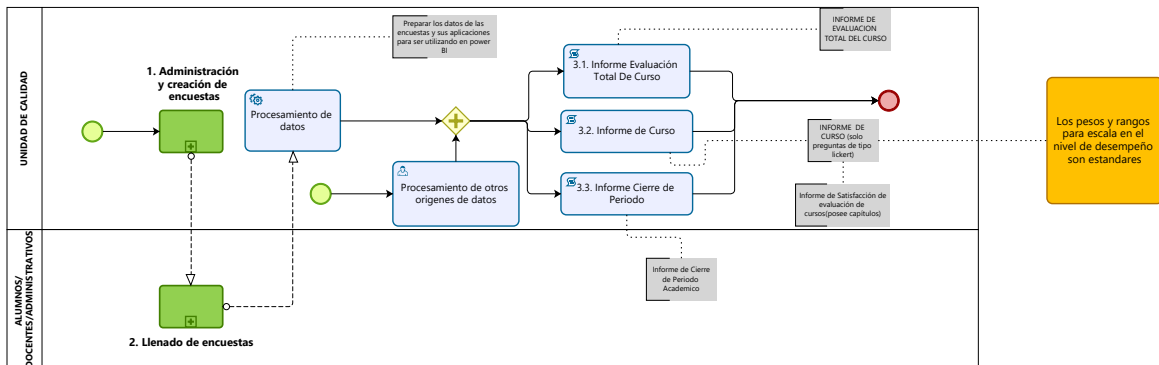 UNIDAD DE CALIDAD
1. Administración
y creación de
encuestas
Procesamiento de
datos
Preparar los datos de las
encuestas y sus aplicaciones
para ser utilizando en power
BI
Procesamiento de otros
origenes de datos
3.1. Informe Evaluación
Total De Curso
3.2. Informe de Curso
3.3. Informe Cierre de
Periodo
INFORME DE
EVALUACION
TOTAL DEL CURSO
INFORME DE
CURSO (solo
preguntas de tipo
lickert)
Informe de Satisfacción de
evaluación de
cursos(posee capítulos)
Los pesos y rangos
para escala en el
nivel de desempeño
son estandares
ALUMNOS/
DOCENTES/ADMINISTRATIVOS
2. Llenado de encuestas
Informe de Cierre
de Periodo
Academico